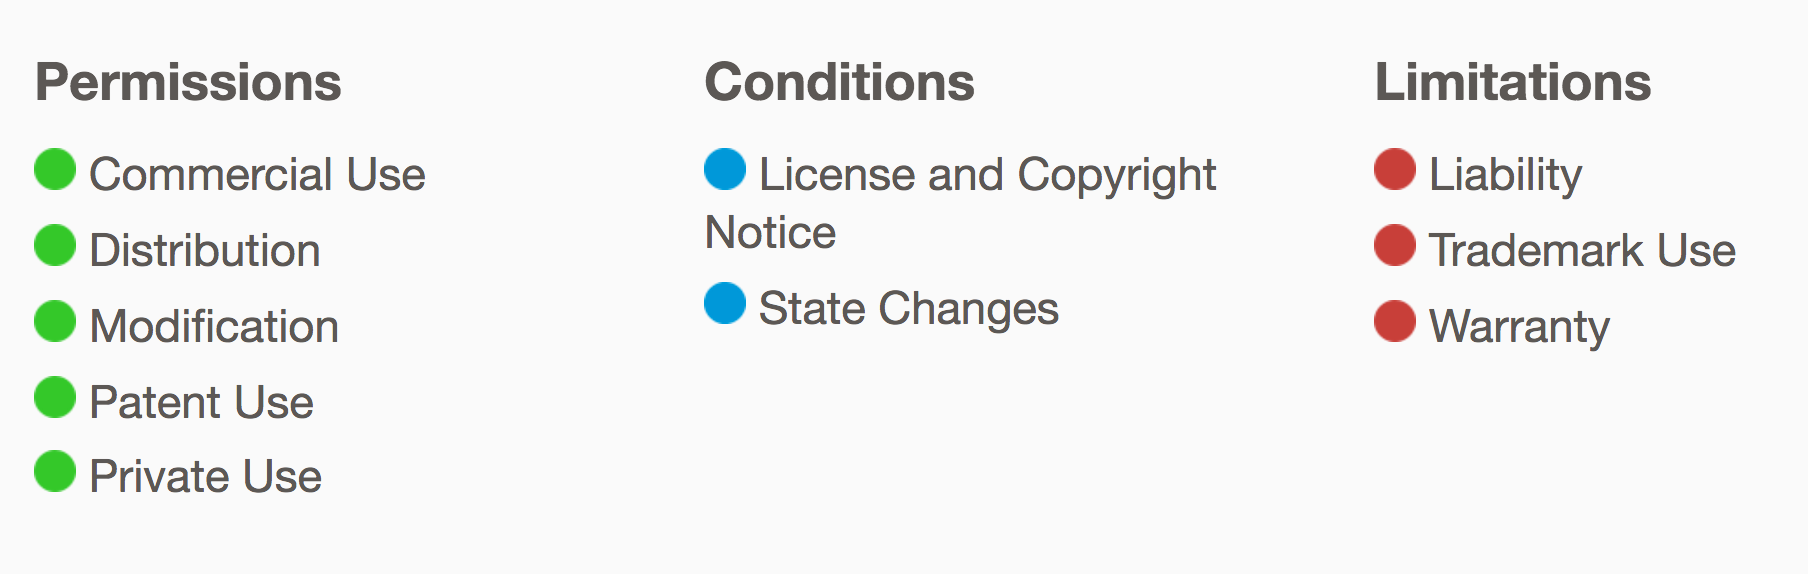 Permissions
Commercial Use
Distribution
Modification
Patent Use
Private Use
Conditions
License and Copyright
Notice
State Changes
Limitations
Liability
Trademark Use
Warranty